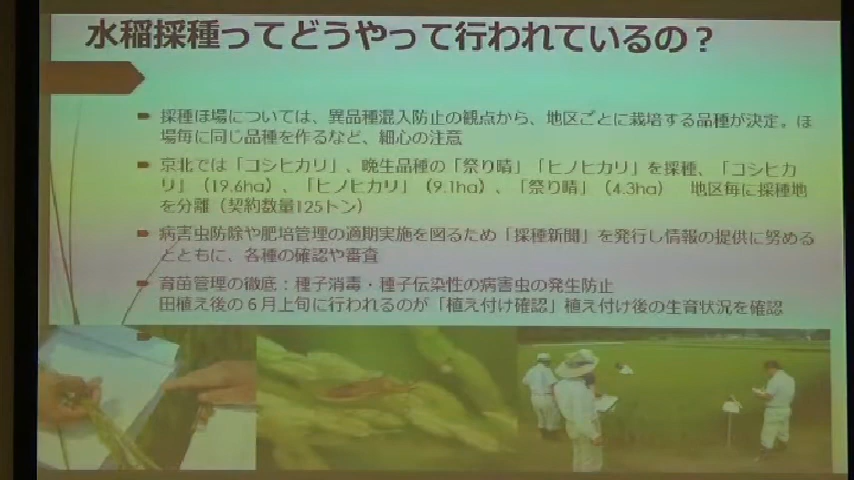 水稲採種ってどうやって行われているの？
採種ほ場については、異品種混入防止の観点から、地区ごとに栽培する品種が決定。ほ
場毎に同じ品種を作るなど、細心の注意
京北では「コシヒカリ」、晩生品種の「祭り晴」「ヒノヒカリ」を採種、「コシヒカ
リ」（19.6ha）、「ヒノヒカリ」（9.1ha）、「祭り晴」（4.3ha） 地区毎に採種地
を分離（契約数量125トン）
病害虫防除や肥培管理の適期実施を図るため「採種新聞」を発行し情報の提供に努める
とともに、各種の確認や審査
育苗管理の徹底：種子消毒・種子伝染性の病害虫の発生防止
田植え後の６月上旬に行われるのが「植え付け確認」植え付け後の生育状況を確認